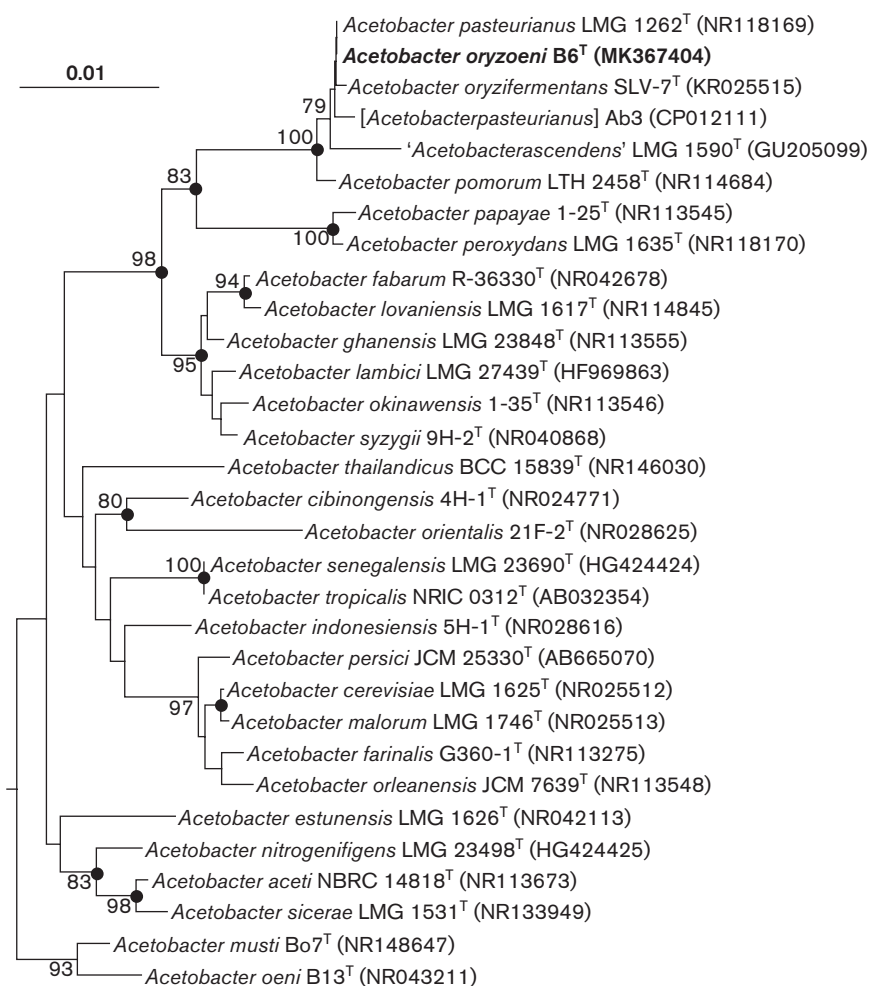 Acetobacter pasteurianus LMG 1262T (NR118169)
Acetobacter oryzoeni B6T (MK367404)
0.01
Acetobacter oryzifermentans SLV-7T (KR025515)
79
[Acetobacterpasteurianus] Ab3 (CP012111)
100
'Acetobacterascendens' LMG 1590T (GU205099)
83
Acetobacter pomorum LTH 2458T (NR114684)
Acetobacter papayae 1-25T (NR113545)
100
Acetobacter peroxydans LMG 1635T (NR118170)
98
94
Acetobacter fabarum R-36330T (NR042678)
Acetobacter lovaniensis LMG 1617T (NR114845)
Acetobacter ghanensis LMG 23848T (NR113555)
95
Acetobacter lambici LMG 27439T (HF969863)
Acetobacter okinawensis 1-35T (NR113546)
Acetobacter syzygii 9H-2T (NR040868)
Acetobacter thailandicus BCC 15839T (NR146030)
80
Acetobacter cibinongensis 4H-1T (NR024771)
Acetobacter orientalis 21F-2T (NR028625)
100
Acetobacter senegalensis LMG 23690T (HG424424)
Acetobacter tropicalis NRIC 0312T (AB032354)
Acetobacter indonesiensis 5H-1T (NR028616)
Acetobacter persici JCM 25330T (AB665070)
97
Acetobacter cerevisiae LMG 1625T (NR025512)
Acetobacter malorum LMG 1746T (NR025513)
Acetobacter farinalis G360-1T (NR113275)
Acetobacter orleanensis JCM 7639T (NR113548)
Acetobacter estunensis LMG 1626T (NR042113)
Acetobacter nitrogenifigens LMG 23498T (HG424425)
83
Acetobacter aceti NBRC 14818T (NR113673)
98
Acetobacter sicerae LMG 1531T (NR133949)
Acetobacter musti Bo7T (NR148647)
93
Acetobacter oeni B13T (NR043211)